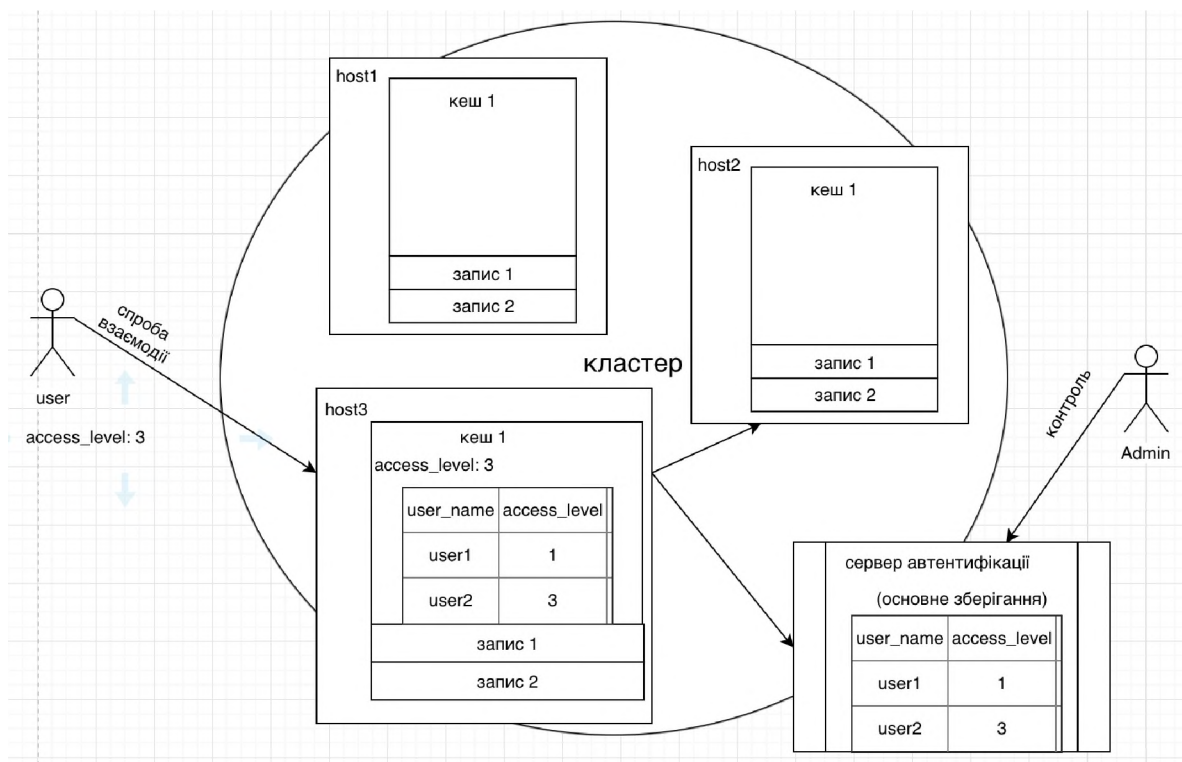 host1
кеш 1
запис 1
запис 2
host2
кеш 1
запис 1
запис 2
спроба
взаємодії
user
access_level: 3
кластер
host3
кеш 1
access_level: 3
user_name access_level
user1 1
user2 3
запис 1
запис 2
контроль
Admin
сервер автентифікації
(основне зберігання)
user_name access_level
user1 1
user2 3